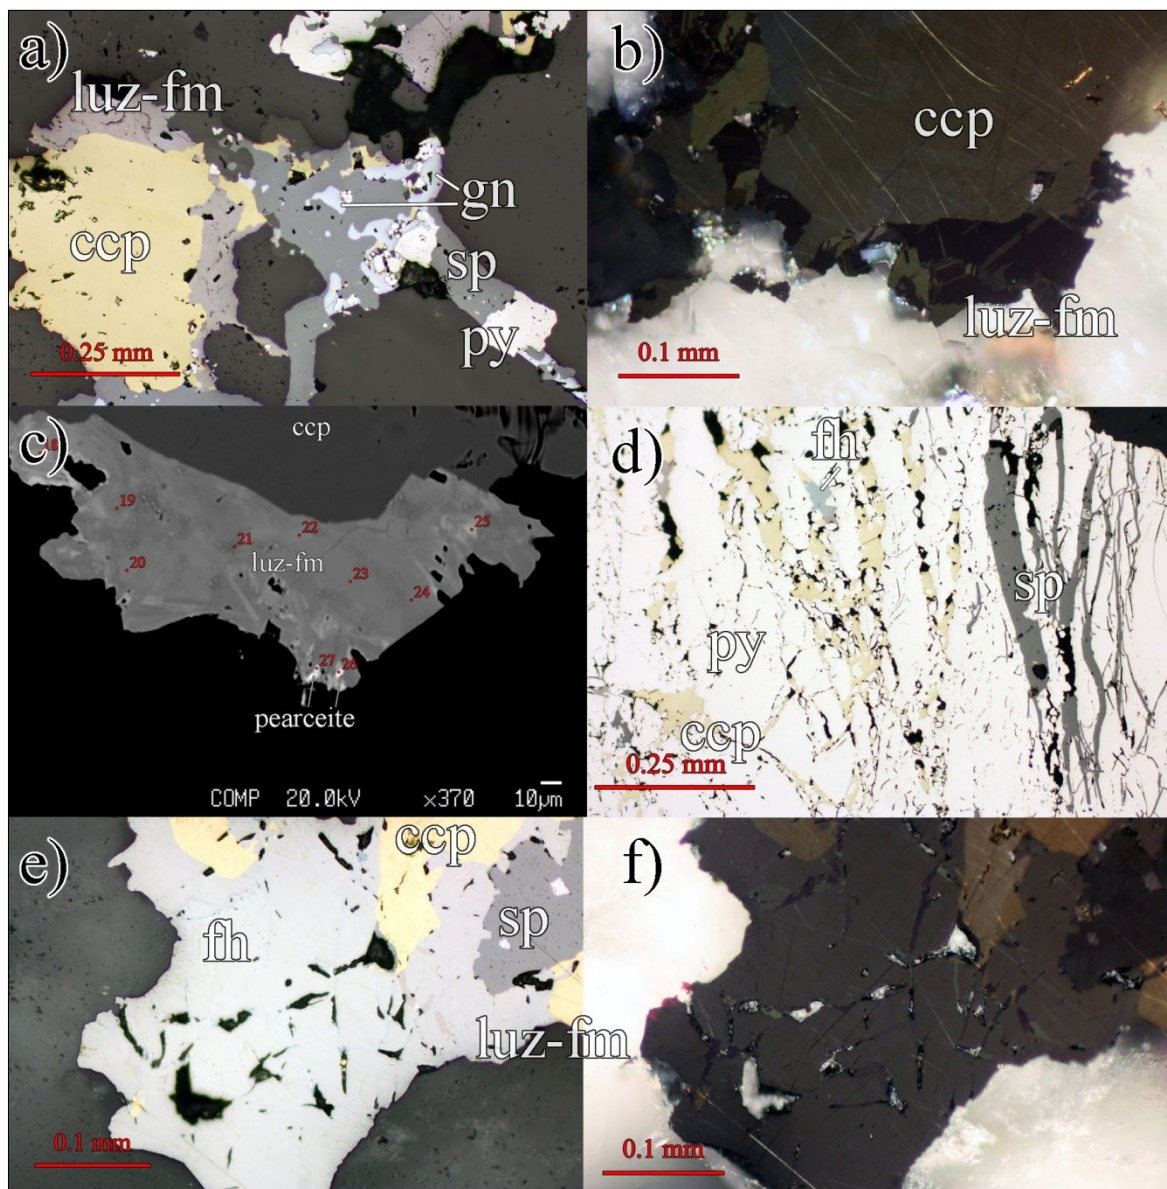 a)
luz-fm
ccp
gn
sp
py
0.25 mm
b)
ccp
luz-fm
0.1 mm
c)
ccp
18
19
20
21
22
luz-fm
23
24
25
27
26
pearceite
COMP 20.0kV ×370 10µm
d)
fh
sp
py
ccp
0.25 mm
e)
ccp
fh
sp
luz-fm
0.1 mm
f)
0.1 mm